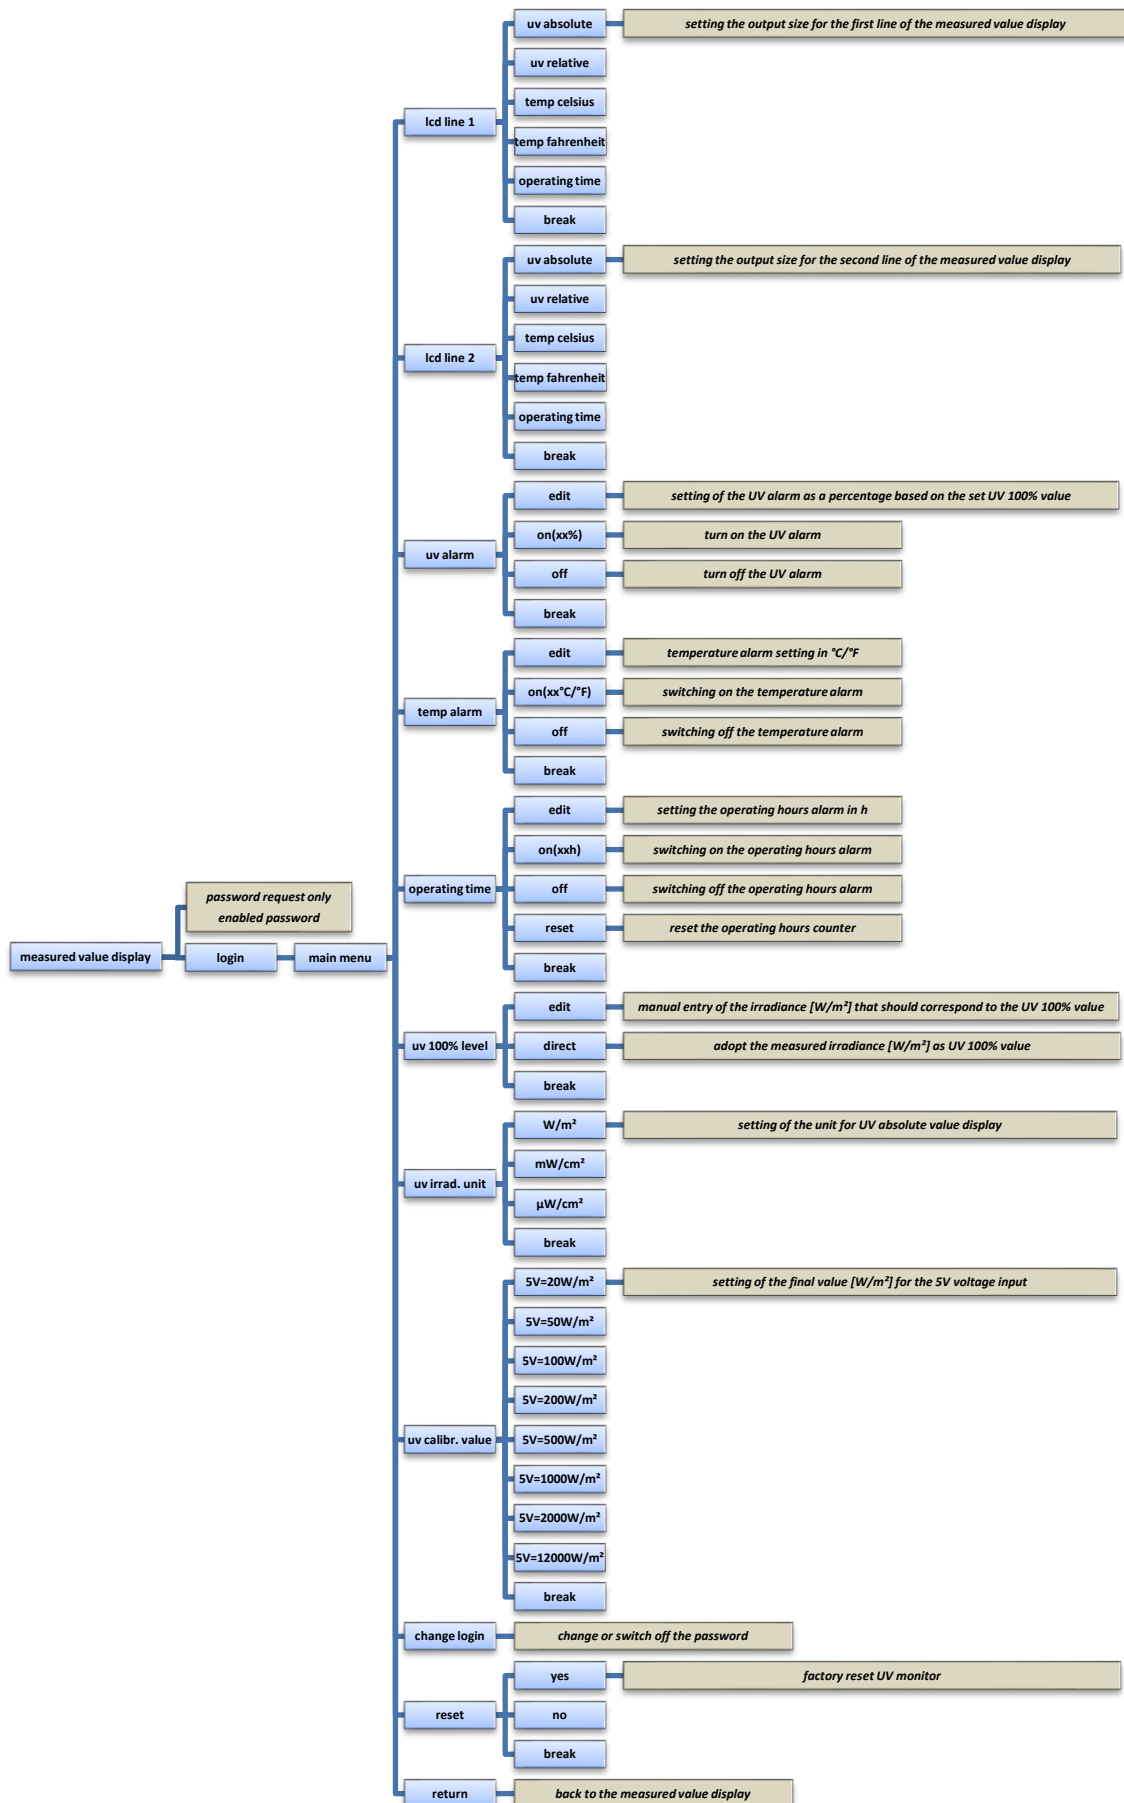 uv absolute
setting the output size for the first line of the measured value display
uv relative
temp celsius
lcd line 1
temp fahrenheit
operating time
break
uv absolute
setting the output size for the second line of the measured value display
uv relative
temp celsius
lcd line 2
temp fahrenheit
operating time
break
edit
setting of the UV alarm as a percentage based on the set UV 100% value
on(xx%)
turn on the UV alarm
uv alarm
off
turn off the UV alarm
break
edit
temperature alarm setting in °C/°F
on(xx°C/°F)
switching on the temperature alarm
temp alarm
off
switching off the temperature alarm
break
edit
setting the operating hours alarm in h
on(xxh)
switching on the operating hours alarm
operating time
off
switching off the operating hours alarm
reset
reset the operating hours counter
break
password request only
enabled password
measured value display
login
main menu
edit
manual entry of the irradiance [W/m²] that should correspond to the UV 100% value
uv 100% level
direct
adopt the measured irradiance [W/m²] as UV 100% value
break
W/m²
setting of the unit for UV absolute value display
mW/cm²
uv irrad. unit
µW/cm²
break
5V=20W/m²
setting of the final value [W/m²] for the 5V voltage input
5V=50W/m²
5V=100W/m²
5V=200W/m²
uv calibr. value
5V=500W/m²
5V=1000W/m²
5V=2000W/m²
5V=12000W/m²
break
change login
change or switch off the password
yes
factory reset UV monitor
reset
no
break
return
back to the measured value display